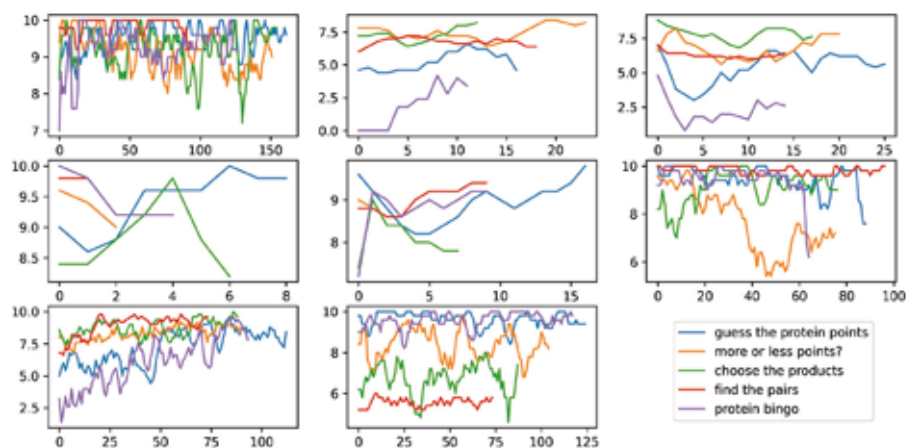 10
9
8
7
0 50 100 150
7.5
5.0
2.5
0.0
0 5 10 15 20
7.5
5.0
2.5
0 5 10 15 20 25
10.0
9.5
9.0
8.5
0 2 4 6 8
9
8
0 5 10 15
10
8
6
0 20 40 60 80 100
10.0
7.5
5.0
2.5
0 25 50 75 100
10
8
6
0 25 50 75 100 125
guess the protein points
more or less points?
choose the products
find the pairs
protein bingo